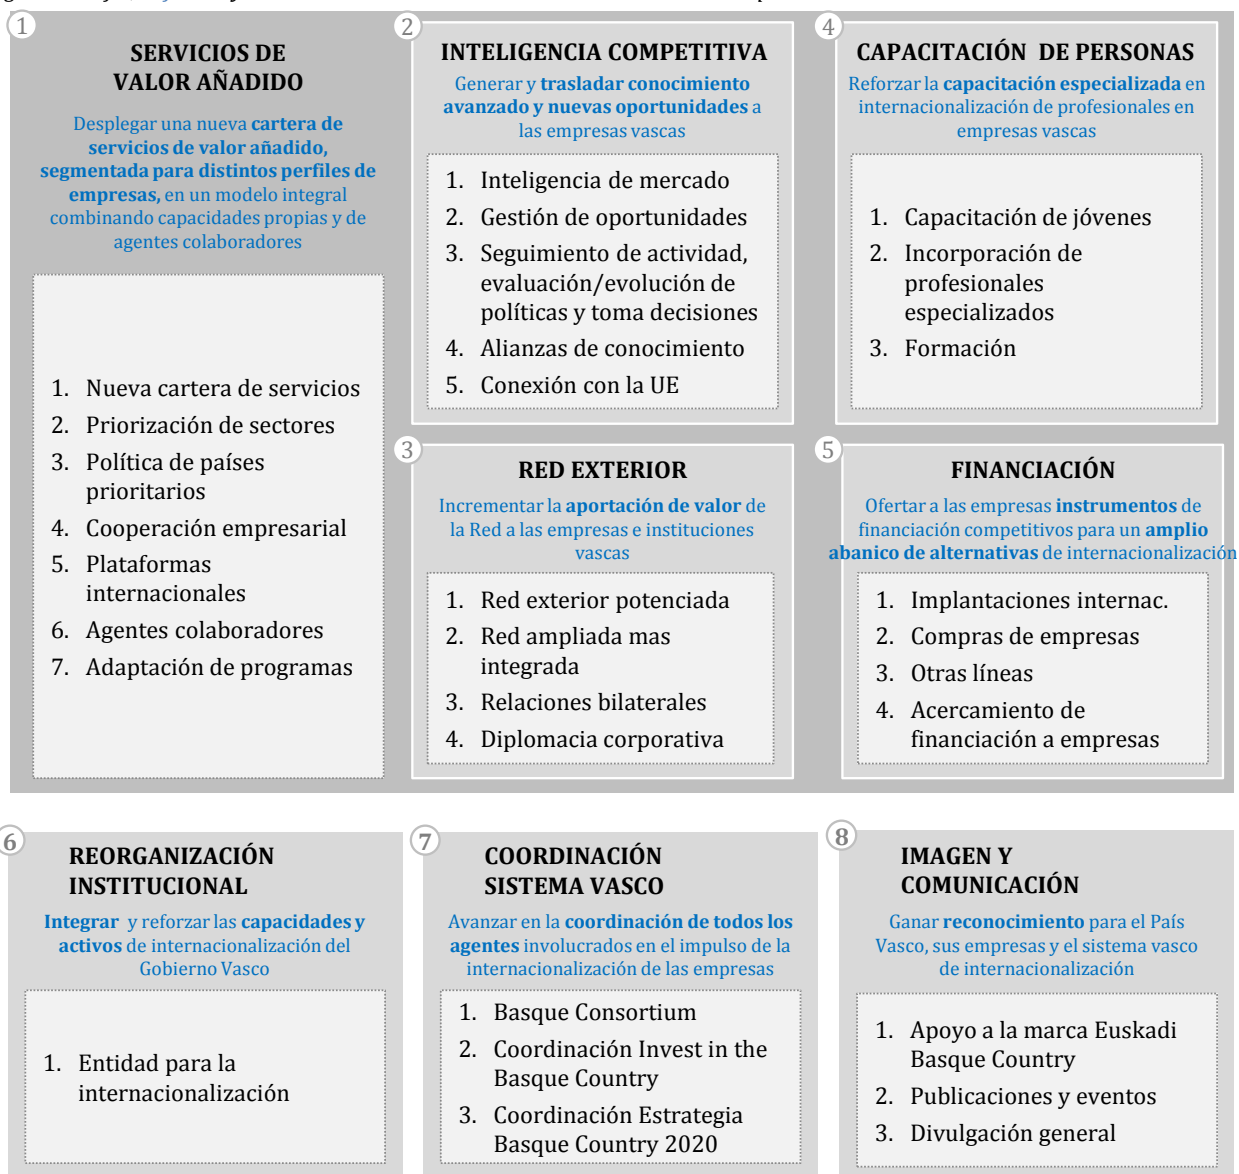 1
SERVICIOS DE
VALOR AÑADIDO
Desplegar una nueva cartera de
servicios de valor añadido,
segmentada para distintos perfiles de
empresas, en un modelo integral
combinando capacidades propias y de
agentes colaboradores
1. Nueva cartera de servicios
2. Priorización de sectores
3. Política de países
prioritarios
4. Cooperación empresarial
5. Plataformas
internacionales
6. Agentes colaboradores
7. Adaptación de programas
2
INTELIGENCIA COMPETITIVA
Generar y trasladar conocimiento
avanzado y nuevas oportunidades a
las empresas vascas
1. Inteligencia de mercado
2. Gestión de oportunidades
3. Seguimiento de actividad,
evaluación/evolución de
políticas y toma decisiones
4. Alianzas de conocimiento
5. Conexión con la UE
3
RED EXTERIOR
Incrementar la aportación de valor de
la Red a las empresas e instituciones
vascas
1. Red exterior potenciada
2. Red ampliada mas
integrada
3. Relaciones bilaterales
4. Diplomacia corporativa
4
CAPACITACIÓN DE PERSONAS
Reforzar la capacitación especializada en
internacionalización de profesionales en
empresas vascas
1. Capacitación de jóvenes
2. Incorporación de
profesionales
especializados
3. Formación
5
FINANCIACIÓN
Ofertar a las empresas instrumentos de
financiación competitivos para un amplio
abanico de alternativas de internacionalización
1. Implantaciones internac.
2. Compras de empresas
3. Otras líneas
4. Acercamiento de
financiación a empresas
6
REORGANIZACIÓN
INSTITUCIONAL
Integrar y reforzar las capacidades y
activos de internacionalización del
Gobierno Vasco
1. Entidad para la
internacionalización
7
COORDINACIÓN
SISTEMA VASCO
Avanzar en la coordinación de todos los
agentes involucrados en el impulso de la
internacionalización de las empresas
1. Basque Consortium
2. Coordinación Invest in the
Basque Country
3. Coordinación Estrategia
Basque Country 2020
8
IMAGEN Y
COMUNICACIÓN
Ganar reconocimiento para el País
Vasco, sus empresas y el sistema vasco
de internacionalización
1. Apoyo a la marca Euskadi
Basque Country
2. Publicaciones y eventos
3. Divulgación general